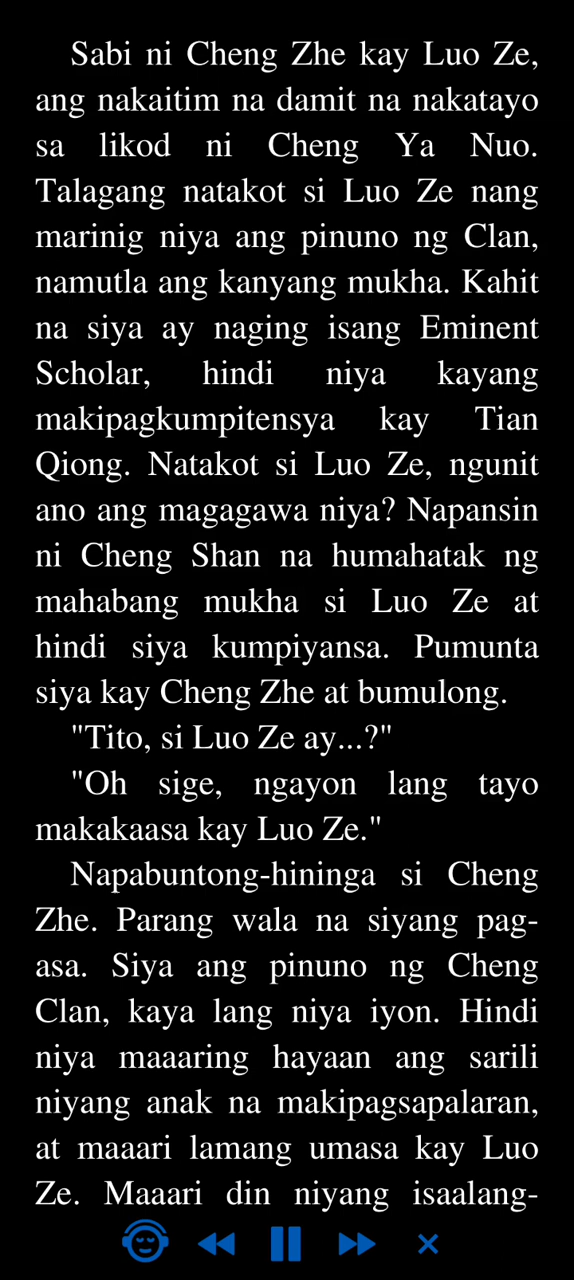 Sabi ni Cheng Zhe kay Luo Ze,
ang nakaitim na damit na nakatayo
sa likod ni Cheng Ya Nuo.
Talagang natakot si Luo Ze nang
marinig niya ang pinuno ng Clan,
namutla ang kanyang mukha. Kahit
na siya ay naging isang Eminent
Scholar, hindi niya kayang
makipagkumpitensya kay Tian
Qiong. Natakot si Luo Ze, ngunit
ano ang magagawa niya? Napansin
ni Cheng Shan na humahatak ng
mahabang mukha si Luo Ze at
hindi siya kumpiyansa. Pumunta
siya kay Cheng Zhe at bumulong.
"Tito, si Luo Ze ay...?"
"Oh sige, ngayon lang tayo
makakaasa kay Luo Ze."
Napabuntong-hininga si Cheng
Zhe. Parang wala na siyang pag-
asa. Siya ang pinuno ng Cheng
Clan, kaya lang niya iyon. Hindi
niya maaaring hayaan ang sarili
niyang anak na makipagsapalaran,
at maaari lamang umasa kay Luo
Ze. Maaari din niyang isaalang-